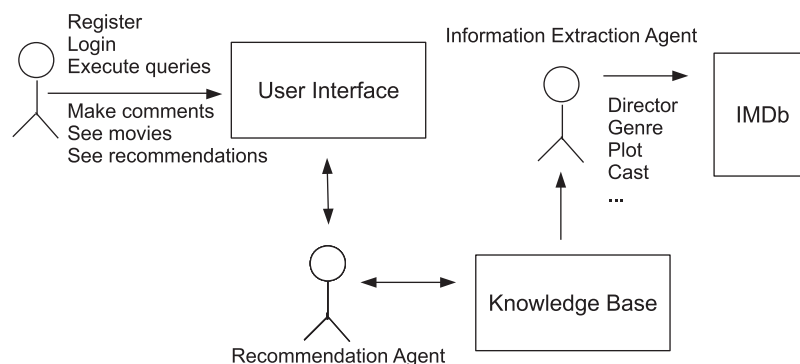 Register
Login
Execute queries
Make comments
See movies
See recommendations
User Interface
Information Extraction Agent
Director
Genre
Plot
Cast
...
IMDb
Recommendation Agent
Knowledge Base